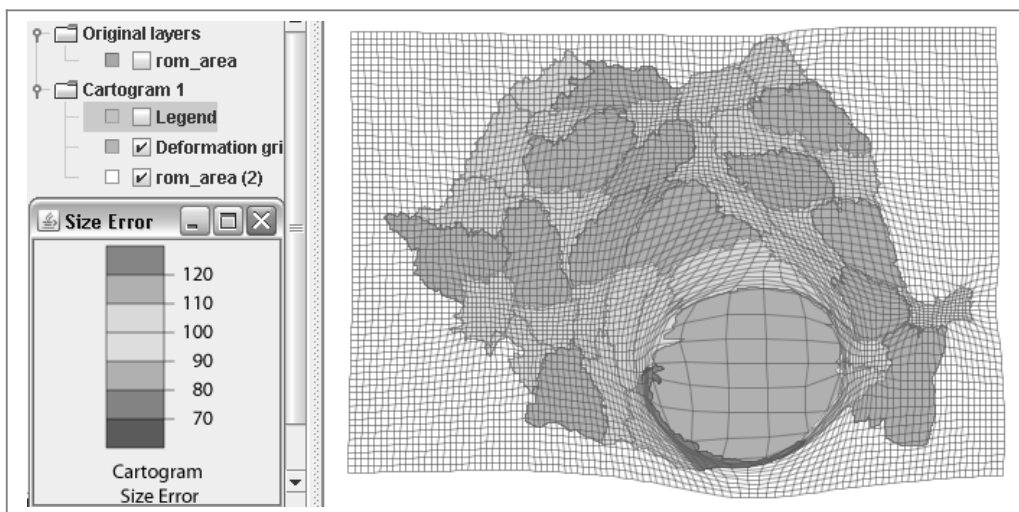 Original layers
rom_area
Cartogram 1
Legend
Deformation gri
rom_area (2)
Size Error
120
110
100
90
80
70
Cartogram
Size Error